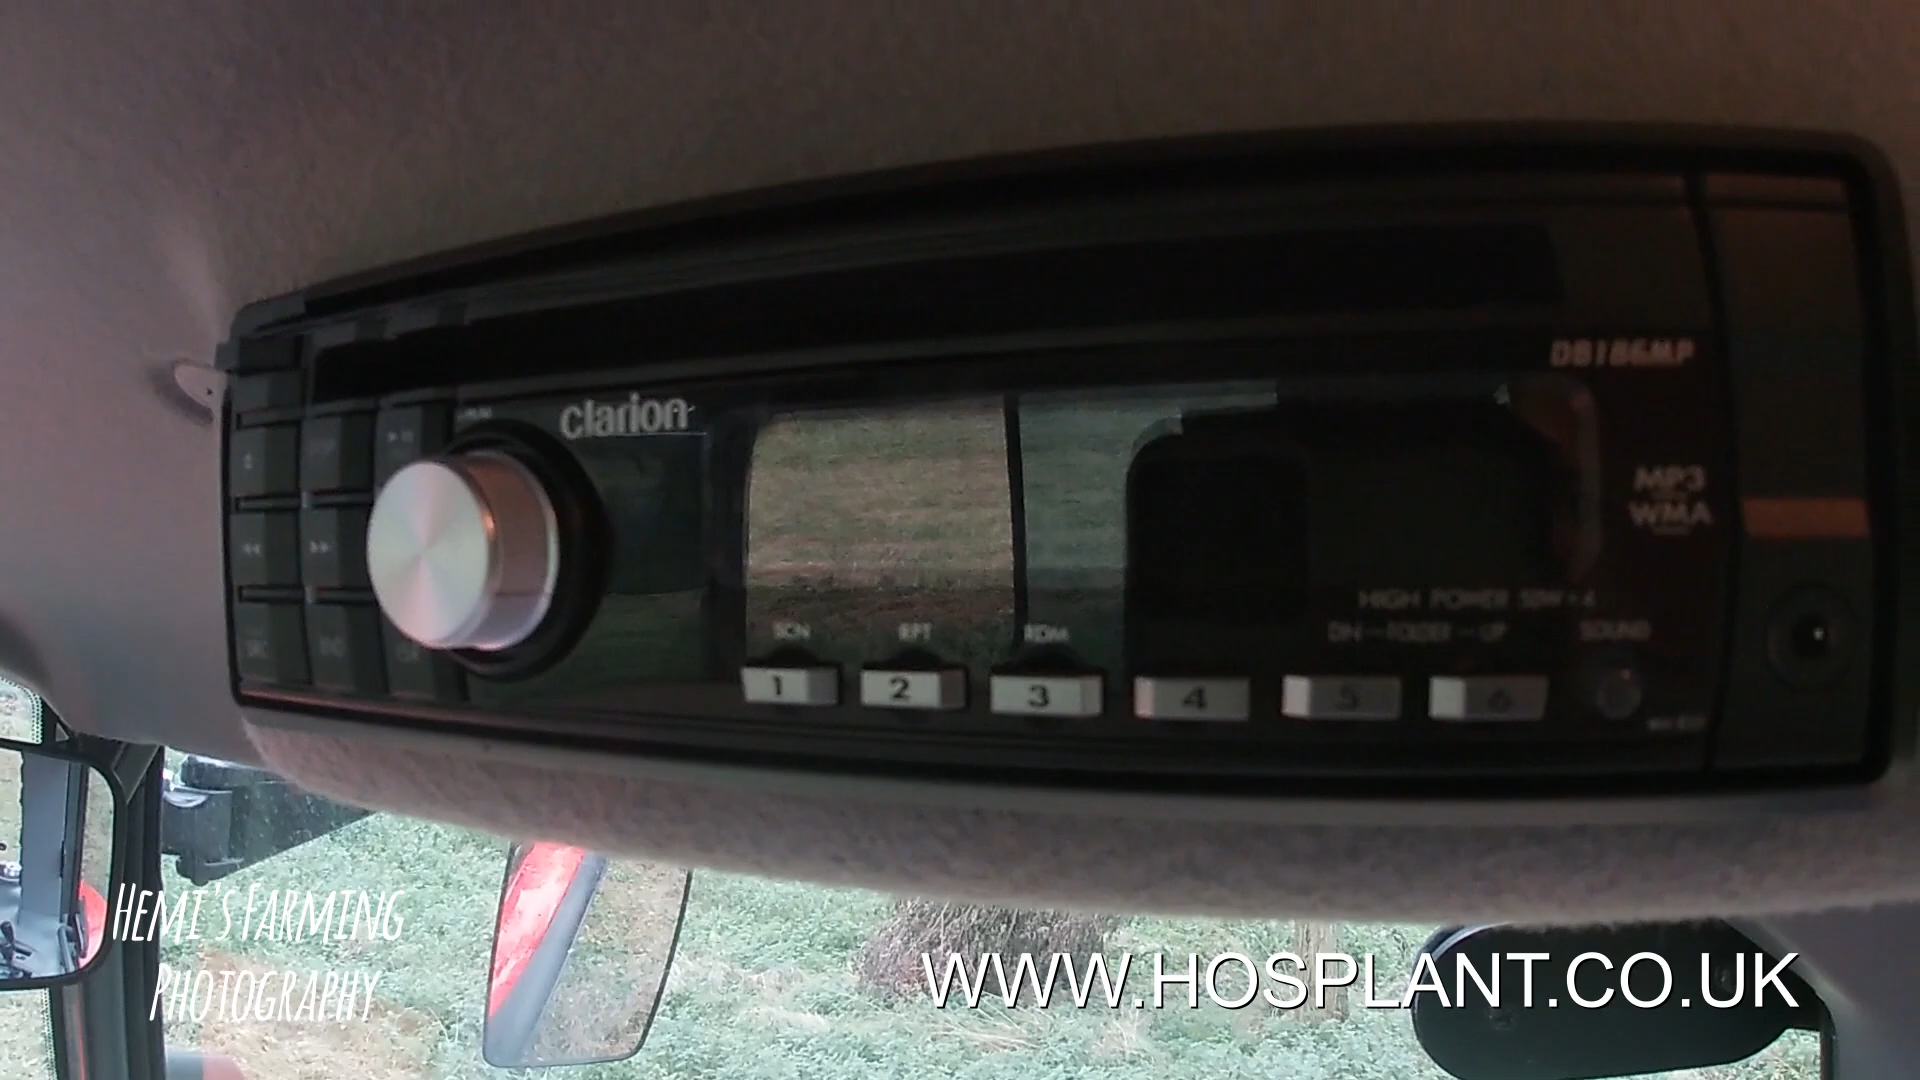 DB186MP
clarion
MP3
WMA
HIGH POWER 50W×4
DN - FOLDER - UP
SOUND
SCN
RPT
RDM
1
2
3
4
5
6
HEMI'S FARMING
PHOTOGRAPHY
WWW.HOSPLANT.CO.UK